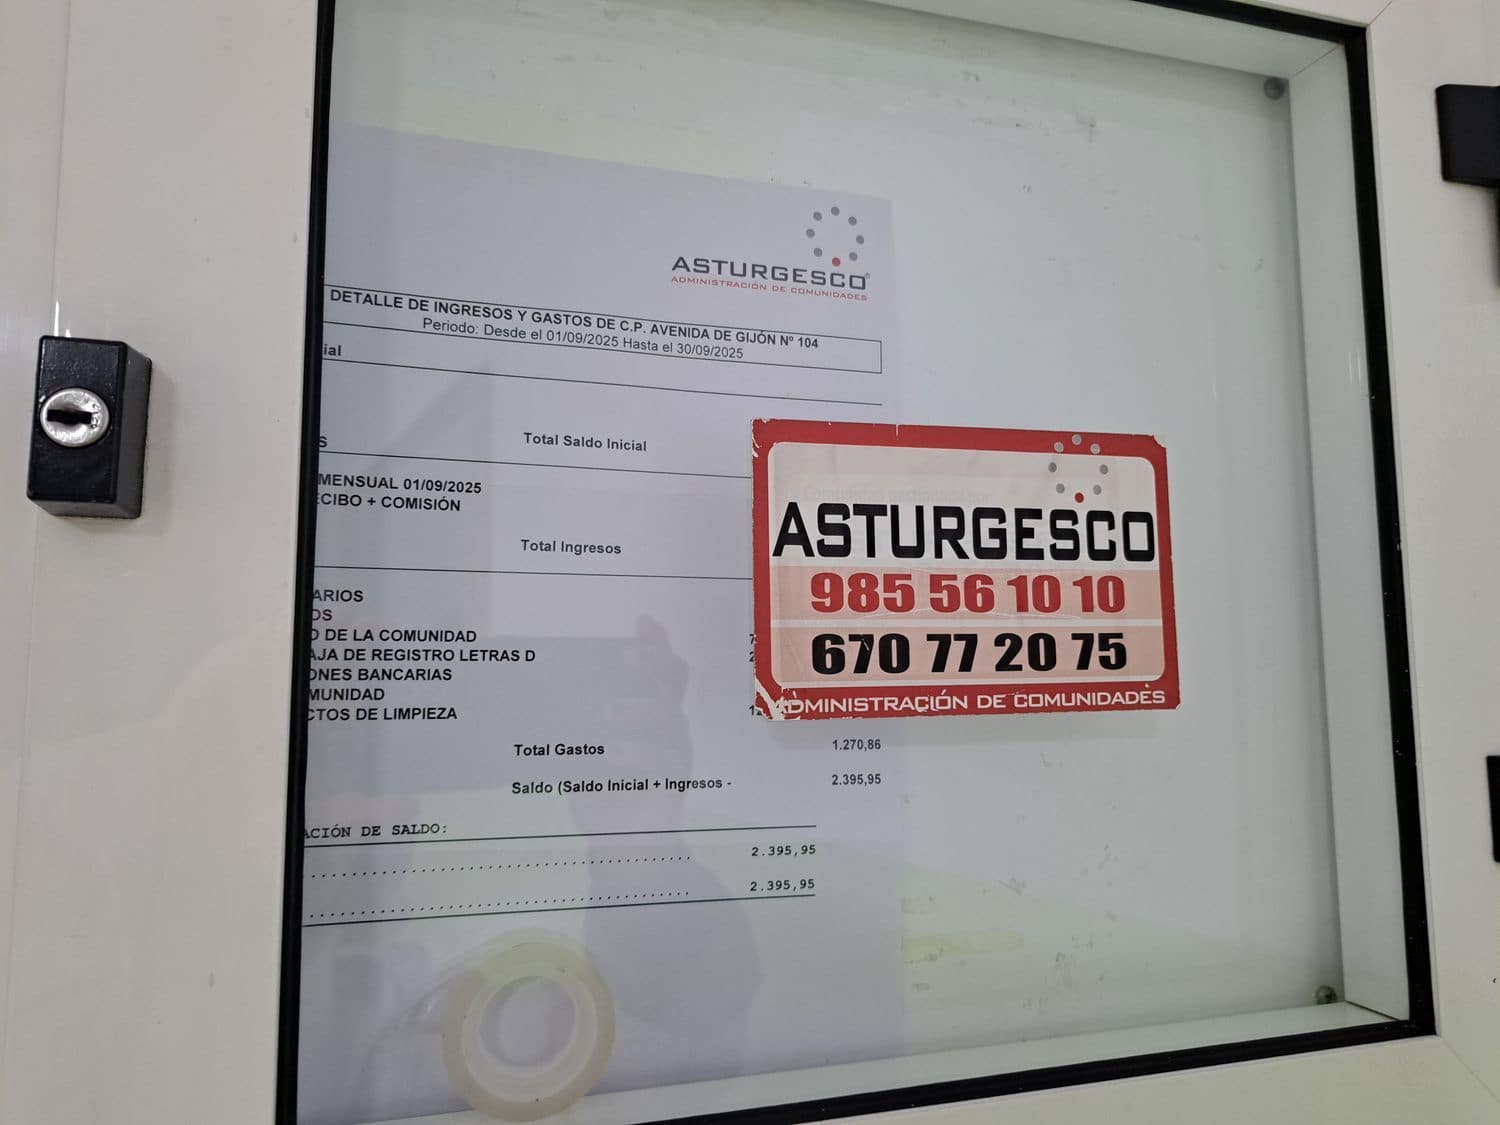 ASTURGESCO
ADMINISTRACIÓN DE COMUNIDADES
DETALLE DE INGRESOS Y GASTOS DE C.P. AVENIDA DE GIJÓN Nº 104
Periodo: Desde el 01/09/2025 Hasta el 30/09/2025
ial
S
Total Saldo Inicial
MENSUAL 01/09/2025
CIBO + COMISIÓN
Total Ingresos
ARIOS
OS
O DE LA COMUNIDAD
AJA DE REGISTRO LETRAS D
ONES BANCARIAS
MUNIDAD
CTOS DE LIMPIEZA
Total Gastos 1.270,86
Saldo (Saldo Inicial + Ingresos - 2.395,95
ACIÓN DE SALDO:
2.395,95
2.395,95
ASTURGESCO
985 56 10 10
670 77 20 75
ADMINISTRACIÓN DE COMUNIDADES